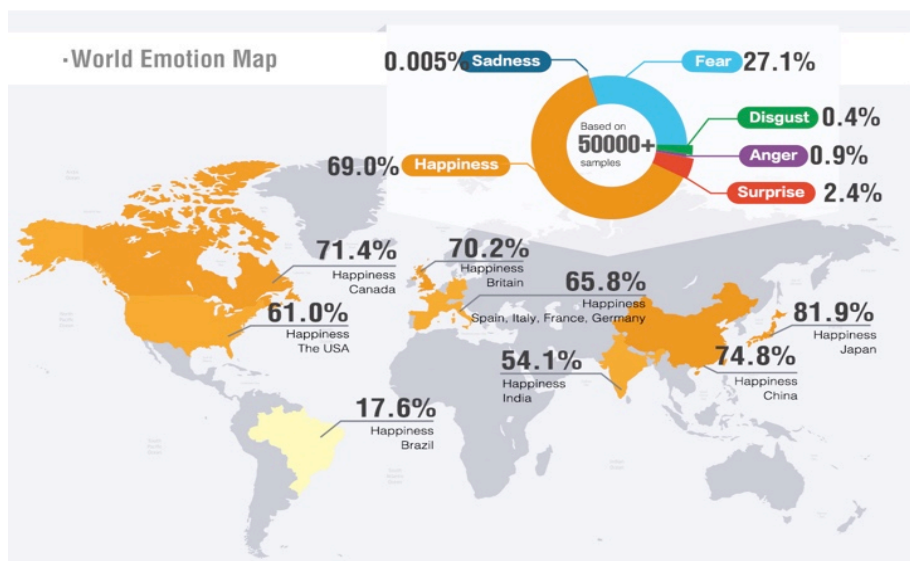 ·World Emotion Map
0.005% Sadness
Fear 27.1%
Disgust 0.4%
Based on
50000+
samples
Anger 0.9%
69.0% Happiness
Surprise 2.4%
71.4%
Happiness
Canada
70.2%
Happiness
Britain
65.8%
Happiness
Spain, Italy, France, Germany
61.0%
Happiness
The USA
81.9%
Happiness
Japan
54.1%
Happiness
India
74.8%
Happiness
China
17.6%
Happiness
Brazil